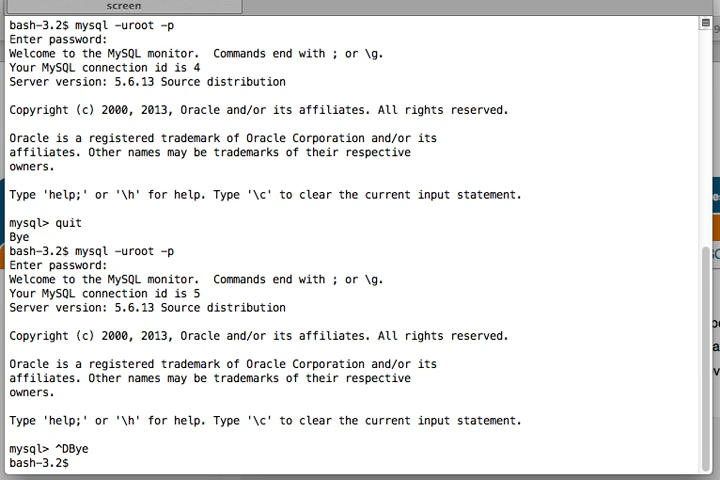 screen
bash-3.2$ mysql -uroot -p
Enter password:
Welcome to the MySQL monitor.  Commands end with ; or \g.
Your MySQL connection id is 4
Server version: 5.6.13 Source distribution
Copyright (c) 2000, 2013, Oracle and/or its affiliates. All rights reserved.
Oracle is a registered trademark of Oracle Corporation and/or its
affiliates. Other names may be trademarks of their respective
owners.
Type 'help;' or '\h' for help. Type '\c' to clear the current input statement.
mysql> quit
Bye
bash-3.2$ mysql -uroot -p
Enter password:
Welcome to the MySQL monitor.  Commands end with ; or \g.
Your MySQL connection id is 5
Server version: 5.6.13 Source distribution
Copyright (c) 2000, 2013, Oracle and/or its affiliates. All rights reserved.
Oracle is a registered trademark of Oracle Corporation and/or its
affiliates. Other names may be trademarks of their respective
owners.
Type 'help;' or '\h' for help. Type '\c' to clear the current input statement.
mysql> ^DBye
bash-3.2$